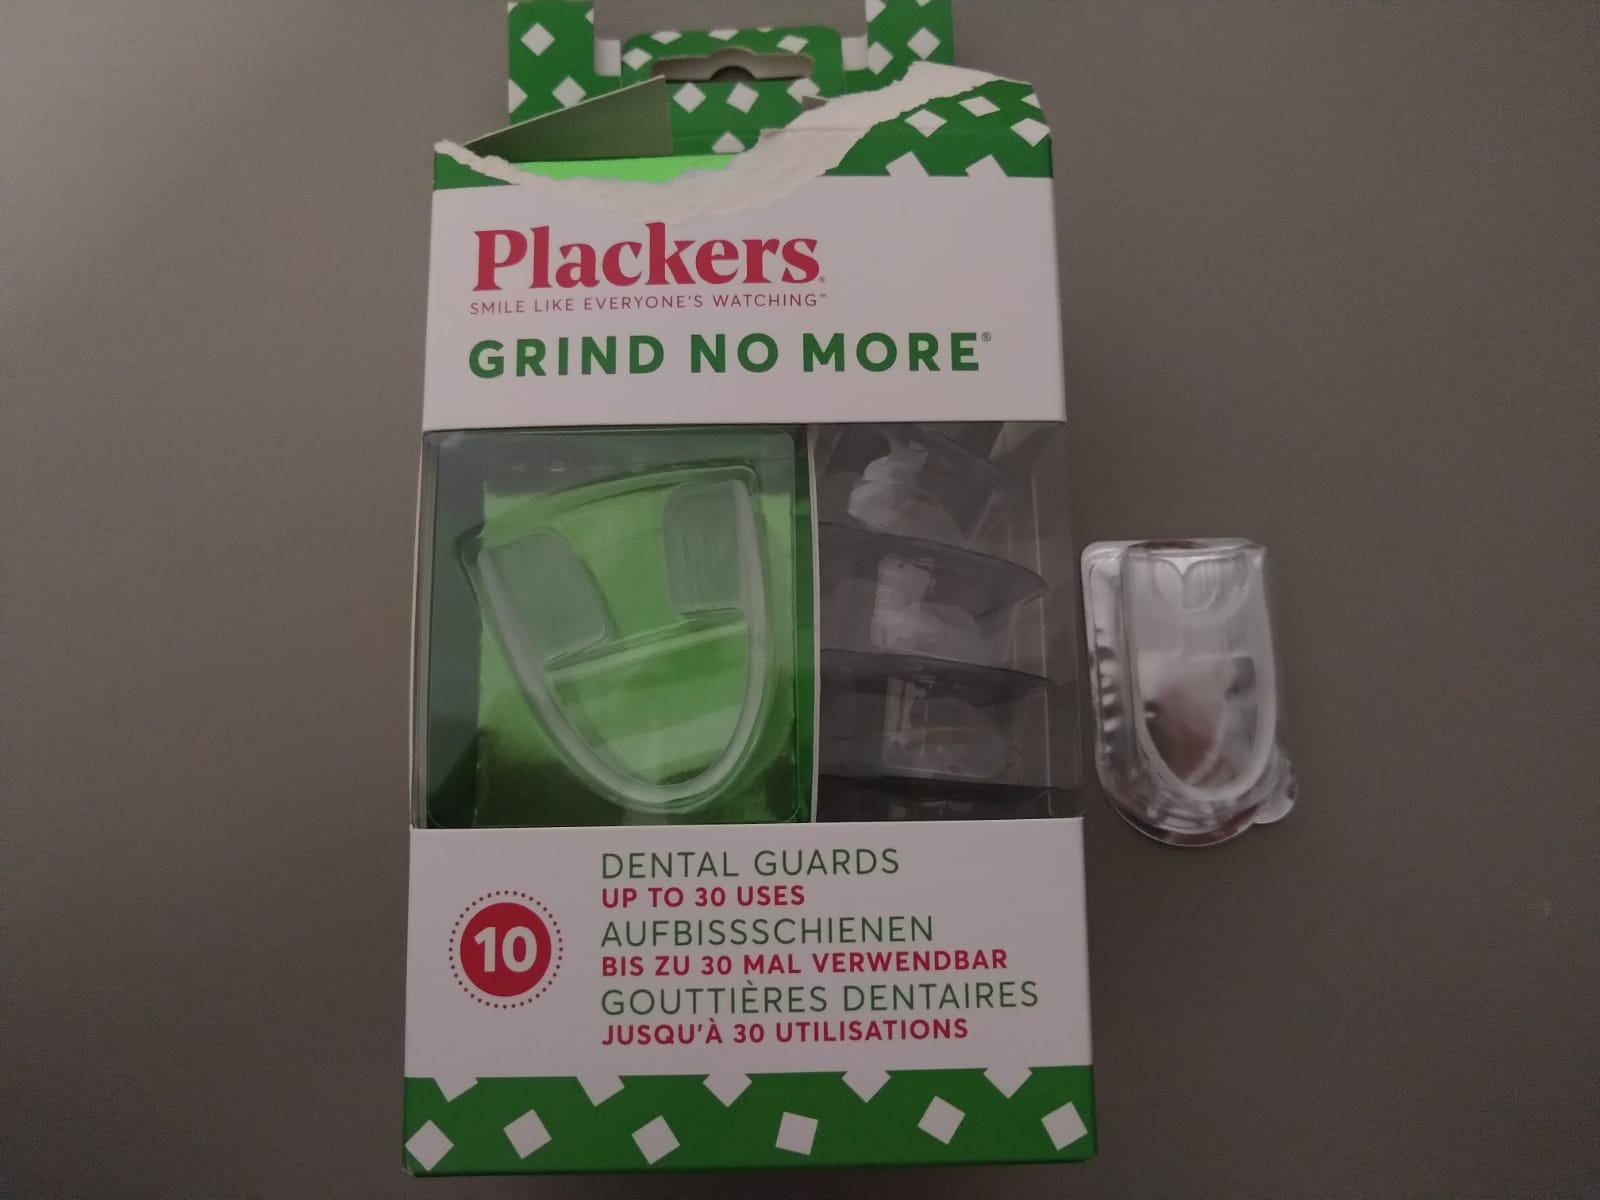 Plackers®
SMILE LIKE EVERYONE'S WATCHING™
GRIND NO MORE®
10
DENTAL GUARDS
UP TO 30 USES
AUFBISSSCHIENEN
BIS ZU 30 MAL VERWENDBAR
GOUTTIÈRES DENTAIRES
JUSQU'À 30 UTILISATIONS